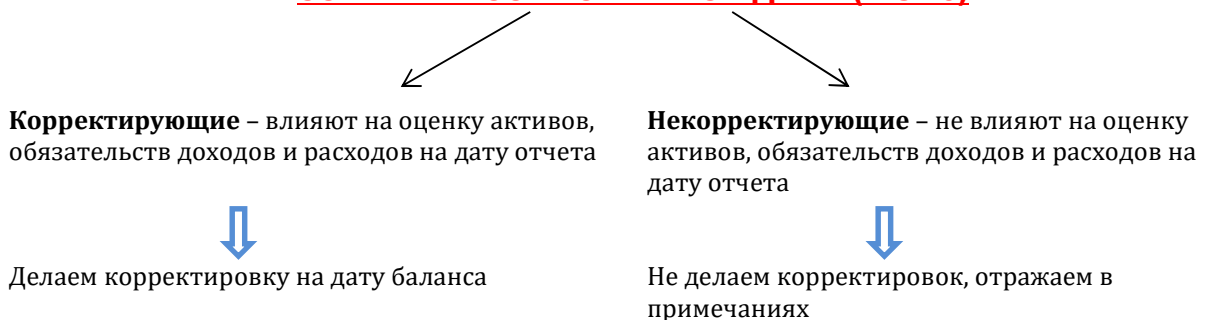 Корректирующие – влияют на оценку активов,
обязательств доходов и расходов на дату отчета
Некорректирующие – не влияют на оценку
активов, обязательств доходов и расходов на
дату отчета
Делаем корректировку на дату баланса
Не делаем корректировок, отражаем в
примечаниях